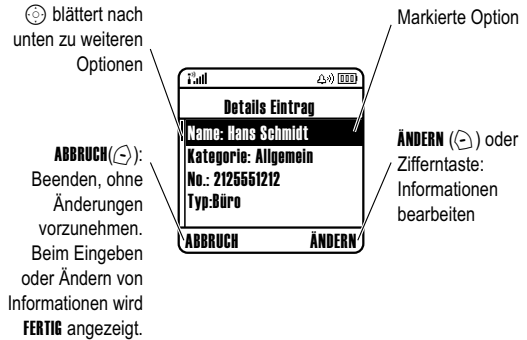 blättert nach
unten zu weiteren
Optionen
Markierte Option
Details Eintrag
Name: Hans Schmidt
Kategorie: Allgemein
No.: 2125551212
Typ:Büro
ABBRUCH
ÄNDERN
ABBRUCH(-):
Beenden, ohne
Änderungen
vorzunehmen.
Beim Eingeben
oder Ändern von
Informationen wird
FERTIG angezeigt.
ÄNDERN (-) oder
Zifferntaste:
Informationen
bearbeiten